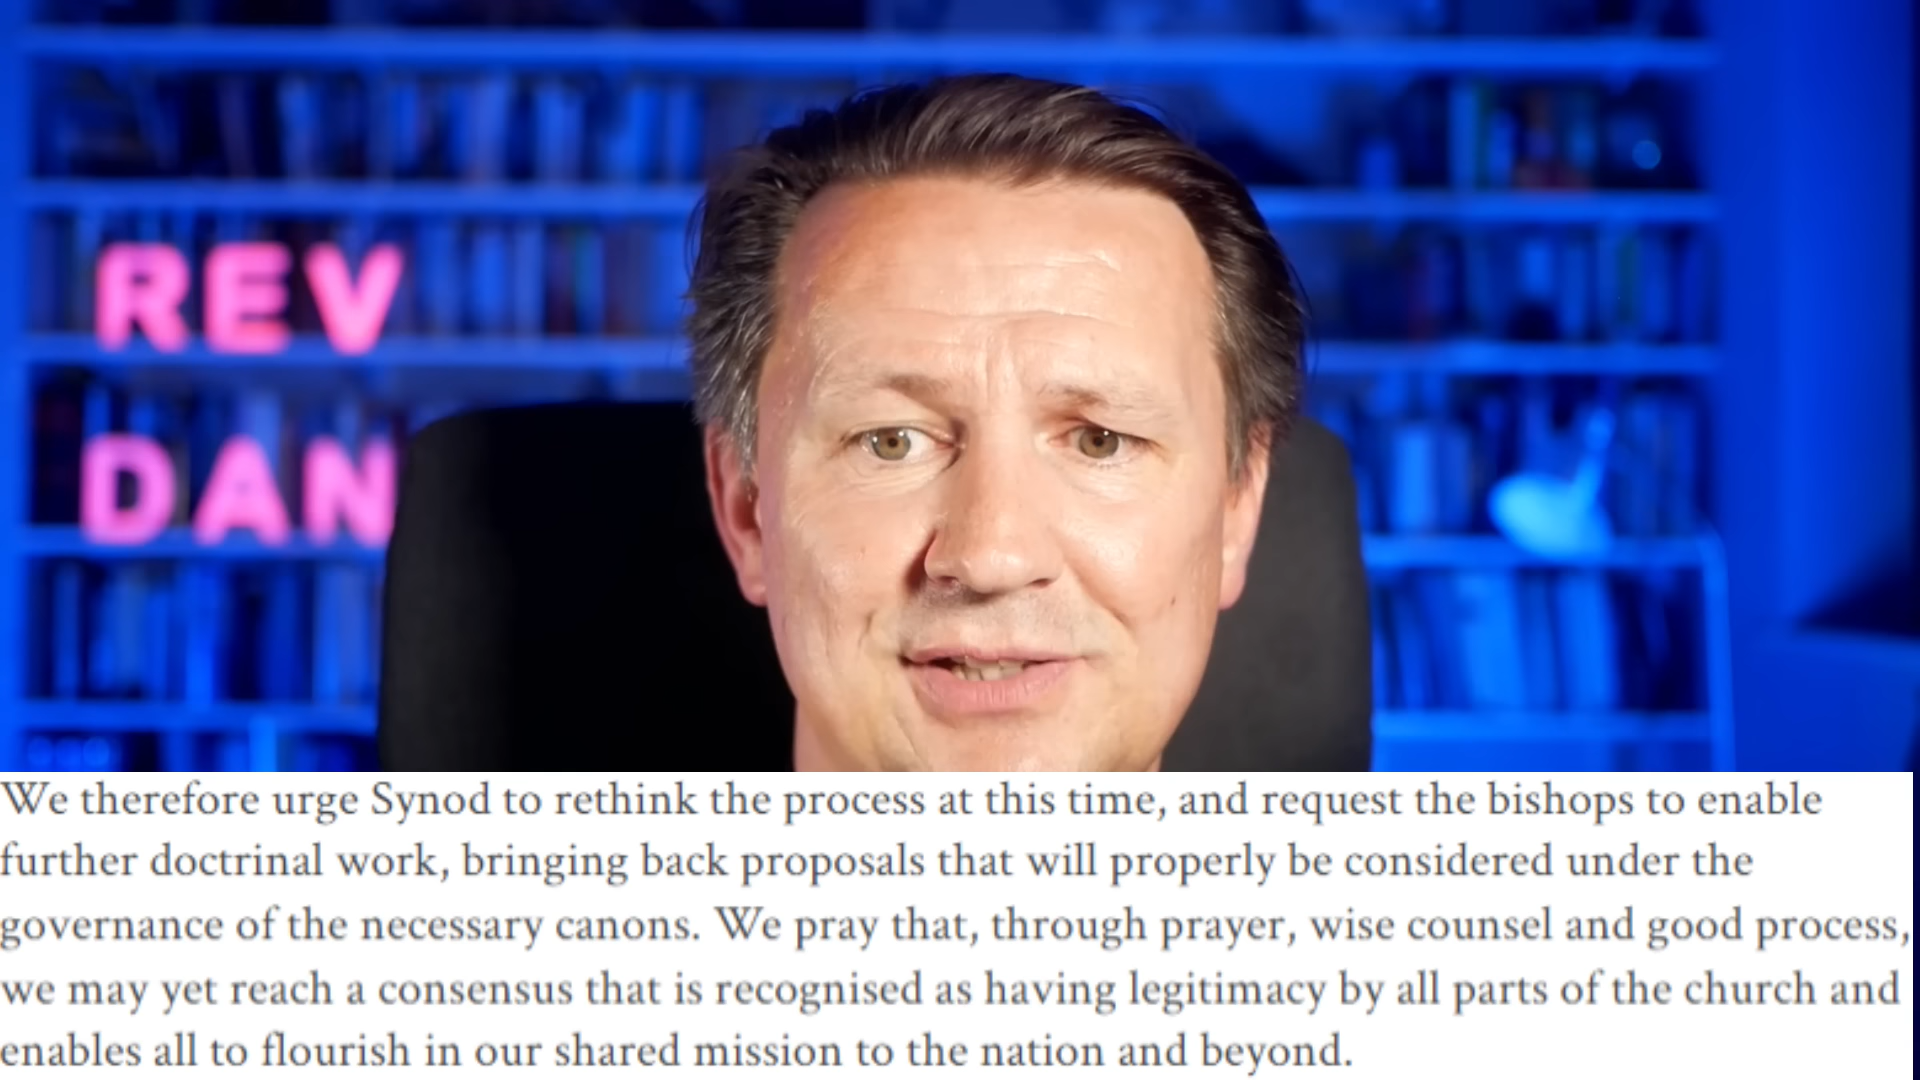 REV
DAN
We therefore urge Synod to rethink the process at this time, and request the bishops to enable
further doctrinal work, bringing back proposals that will properly be considered under the
governance of the necessary canons. We pray that, through prayer, wise counsel and good process,
we may yet reach a consensus that is recognised as having legitimacy by all parts of the church and
enables all to flourish in our shared mission to the nation and beyond.